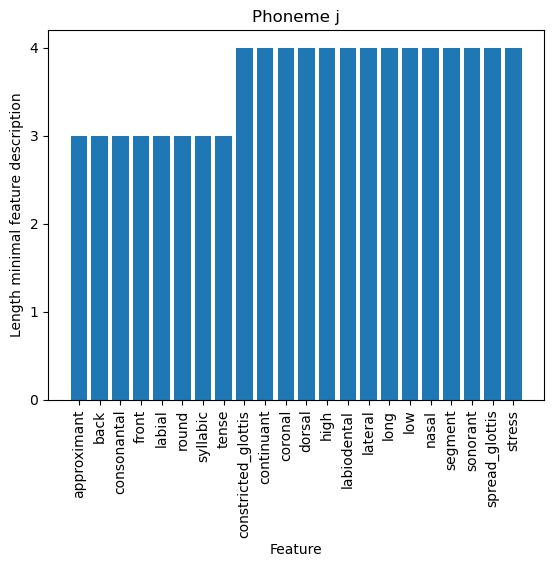 Phoneme j
Length minimal feature description
4
3
2
1
0
approximant
back
consonantal
front
labial
round
syllabic
tense
constricted_glottis
continuant
coronal
dorsal
high
labiodental
lateral
long
low
nasal
segment
sonorant
spread_glottis
stress
Feature